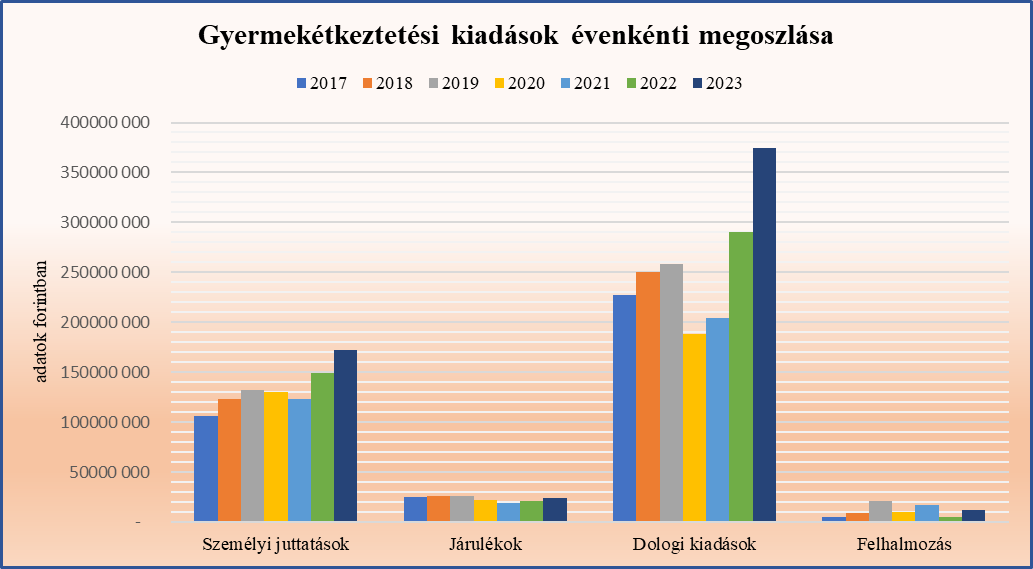 Gyermekétkeztetési kiadások évenkénti megoszlása
2017 2018 2019 2020 2021 2022 2023
adatok forintban
400000 000
350000 000
300000 000
250000 000
200000 000
150000 000
100000 000
50000 000
-
Személyi juttatások Járulékok Dologi kiadások Felhalmozás